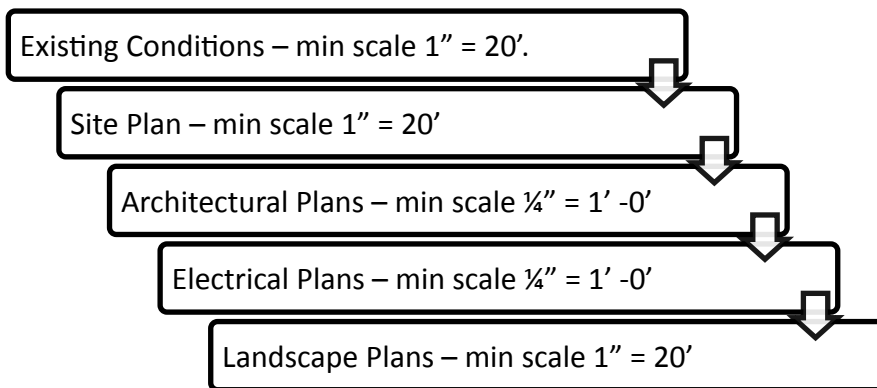 Existing Conditions – min scale 1” = 20’.
Site Plan – min scale 1” = 20’
Architectural Plans – min scale ¼” = 1’ -0’
Electrical Plans – min scale ¼” = 1’ -0’
Landscape Plans – min scale 1” = 20’